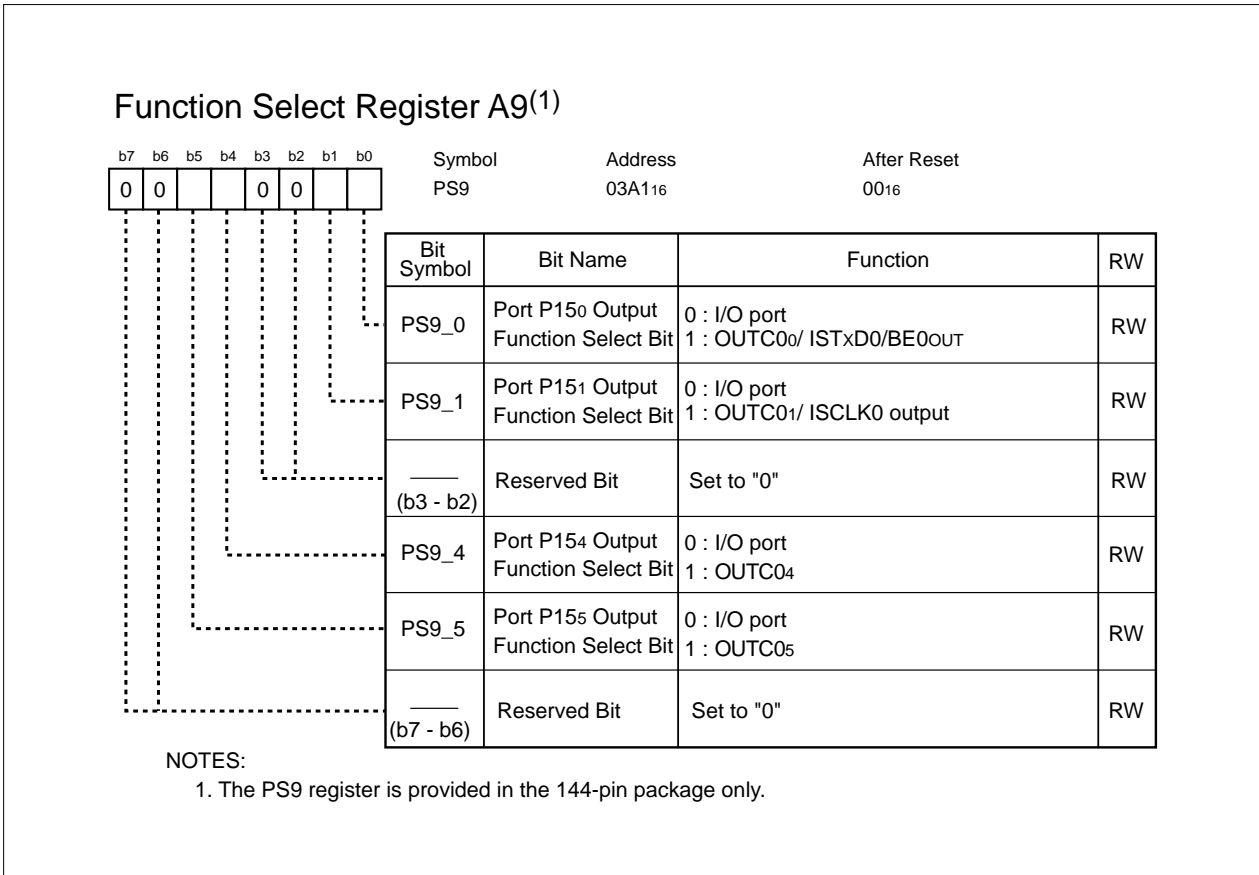 Function Select Register A9(1)
b7 b6 b5 b4 b3 b2 b1 b0
Symbol Address After Reset
0 0 0 0 PS9 03A116 0016
Bit Symbol Bit Name Function RW
PS9_0 Port P150 Output Function Select Bit 0 : I/O port 1 : OUTC00/ ISTXD0/BE0OUT RW
PS9_1 Port P151 Output Function Select Bit 0 : I/O port 1 : OUTC01/ ISCLK0 output RW
(b3 - b2) Reserved Bit Set to "0" RW
PS9_4 Port P154 Output Function Select Bit 0 : I/O port 1 : OUTC04 RW
PS9_5 Port P155 Output Function Select Bit 0 : I/O port 1 : OUTC05 RW
(b7 - b6) Reserved Bit Set to "0" RW
NOTES:
1. The PS9 register is provided in the 144-pin package only.